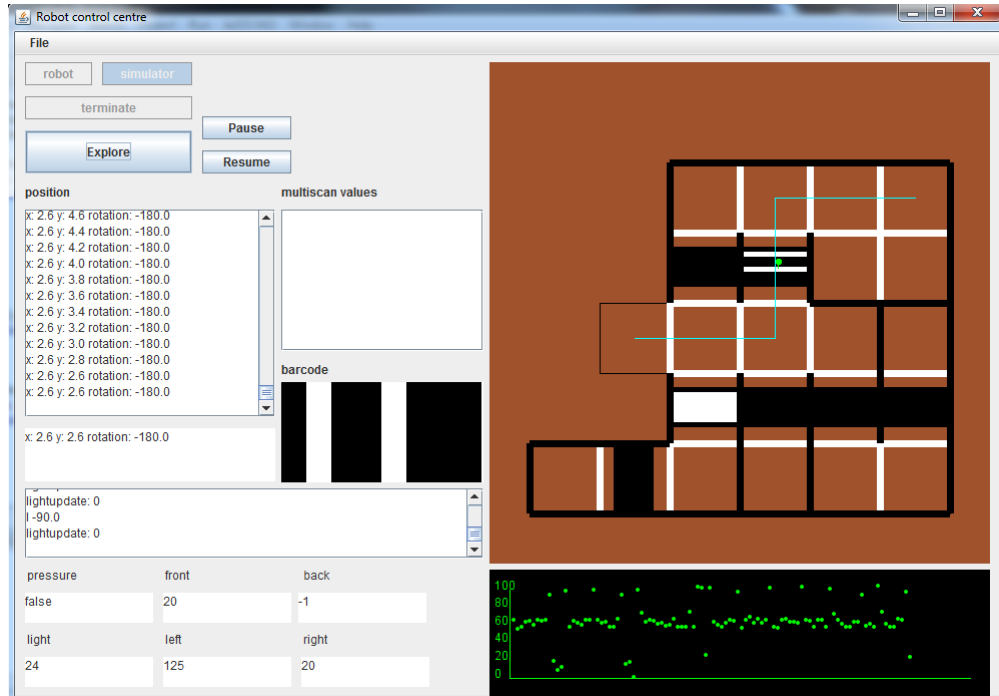 Robot control centre
File
robot
simulator
terminate
Pause
Explore
Resume
position
multiscan values
x: 2.6 y: 4.6 rotation: -180.0
x: 2.6 y: 4.4 rotation: -180.0
x: 2.6 y: 4.2 rotation: -180.0
x: 2.6 y: 4.0 rotation: -180.0
x: 2.6 y: 3.8 rotation: -180.0
x: 2.6 y: 3.6 rotation: -180.0
x: 2.6 y: 3.4 rotation: -180.0
x: 2.6 y: 3.2 rotation: -180.0
x: 2.6 y: 3.0 rotation: -180.0
x: 2.6 y: 2.8 rotation: -180.0
x: 2.6 y: 2.6 rotation: -180.0
x: 2.6 y: 2.6 rotation: -180.0
barcode
x: 2.6 y: 2.6 rotation: -180.0
lightupdate: 0
l -90.0
lightupdate: 0
pressure front back
false 20 -1
light left right
24 125 20
100
80
60
40
20
0